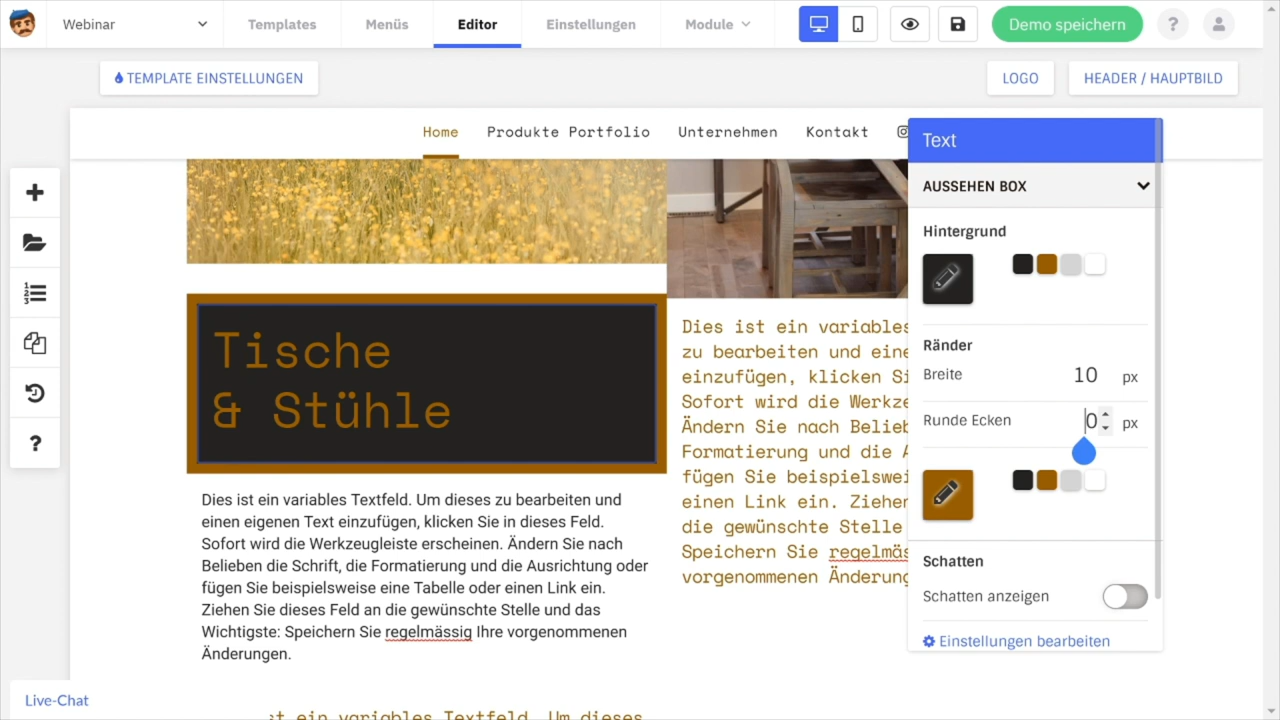 Webinar
Templates
Menüs
Editor
Einstellungen
Module
Demo speichern
?
TEMPLATE EINSTELLUNGEN
LOGO
HEADER / HAUPTBILD
Home
Produkte Portfolio
Unternehmen
Kontakt
Tische
& Stühle
Dies ist ein variables Textfeld. Um dieses zu bearbeiten und
einen eigenen Text einzufügen, klicken Sie in dieses Feld.
Sofort wird die Werkzeugleiste erscheinen. Ändern Sie nach
Belieben die Schrift, die Formatierung und die Ausrichtung oder
fügen Sie beispielsweise eine Tabelle oder einen Link ein.
Ziehen Sie dieses Feld an die gewünschte Stelle und das
Wichtigste: Speichern Sie regelmässig Ihre vorgenommenen
Änderungen.
Dies ist ein variables
zu bearbeiten und eine
einzufügen, klicken Si
Sofort wird die Werkze
Ändern Sie nach Belieb
Formatierung und die A
fügen Sie beispielswei
einen Link ein. Ziehen
die gewünschte Stelle
Speichern Sie regelmäs
vorgenommenen Änderung
Text
AUSSEHEN BOX
Hintergrund
Ränder
Breite 10 px
Runde Ecken 0 px
Schatten
Schatten anzeigen
Einstellungen bearbeiten
?
Live-Chat
st ein variables Textfeld. Um dieses